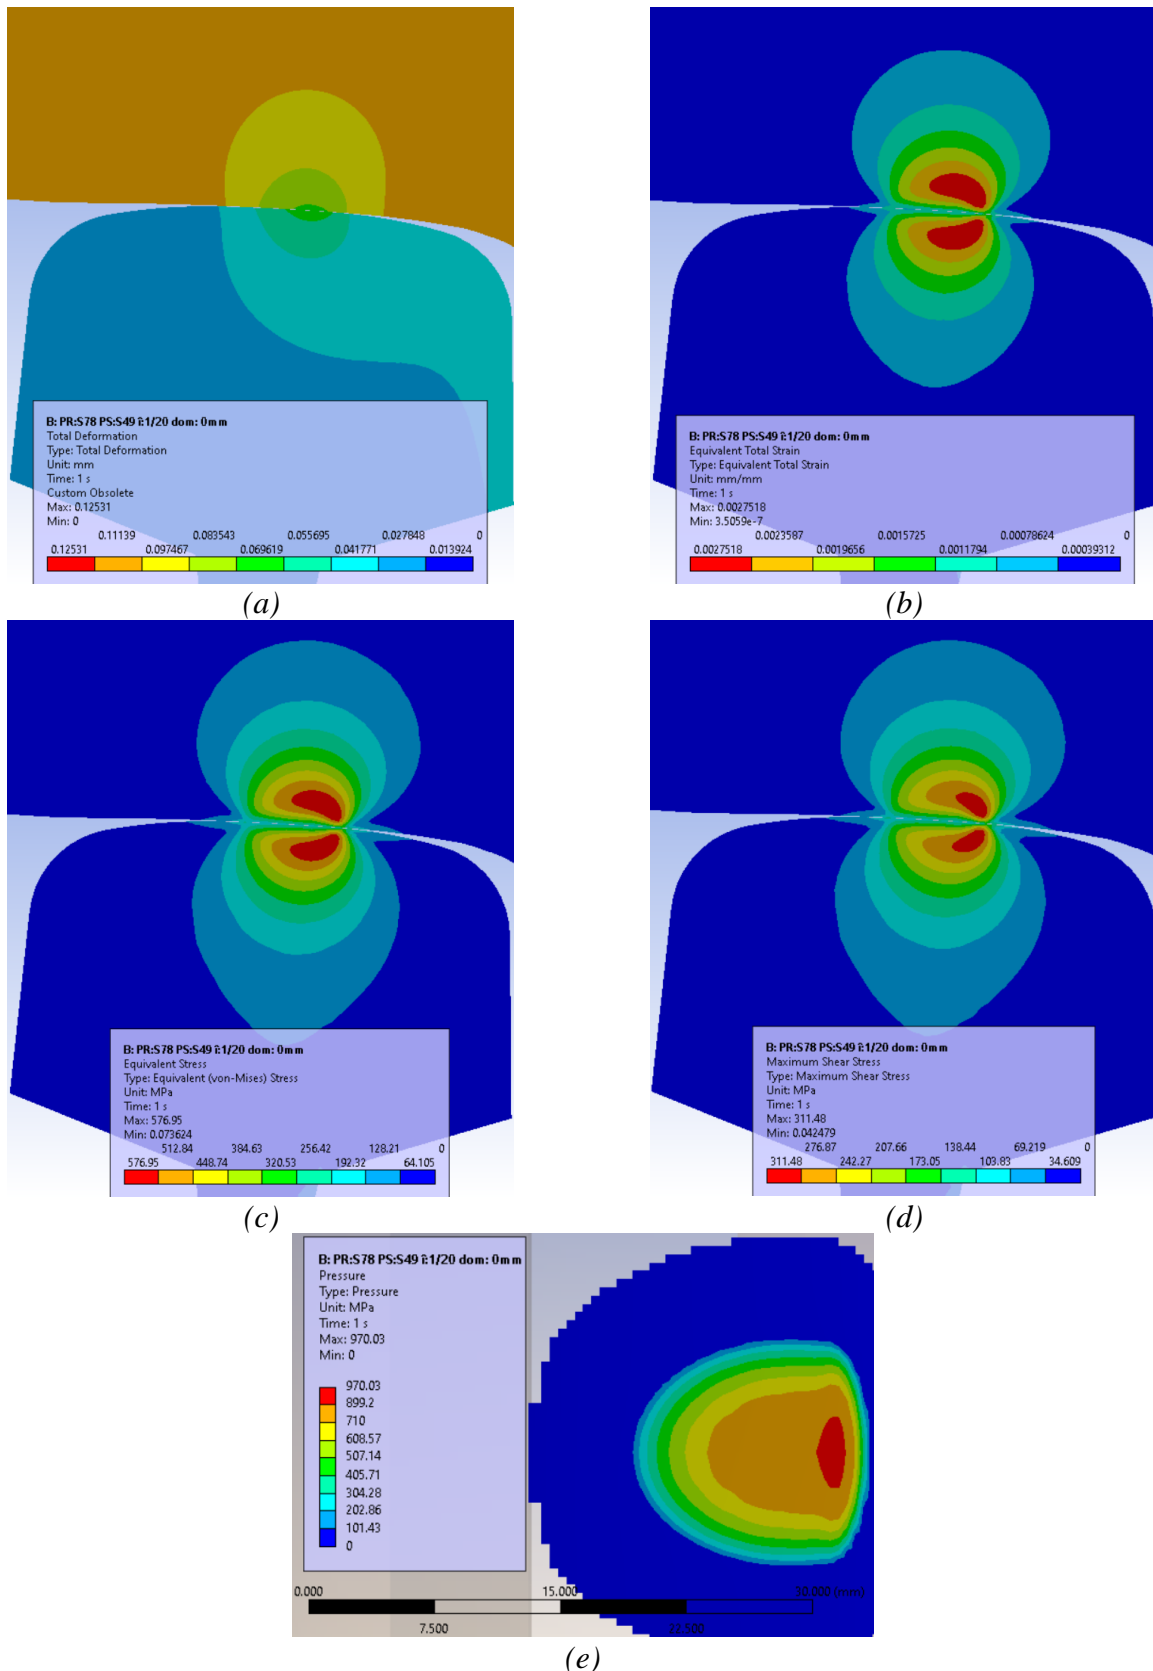 B: PR:S78 PS:S49 î:1/20 dom: 0mm
Total Deformation
Type: Total Deformation
Unit: mm
Time: 1 s
Custom Obsolete
Max: 0.12531
Min: 0
0.11139 0.083543 0.055695 0.027848 0
0.12531 0.097467 0.069619 0.041771 0.013924
(a)
B: PR:S78 PS:S49 î:1/20 dom: 0mm
Equivalent Total Strain
Type: Equivalent Total Strain
Unit: mm/mm
Time: 1 s
Max: 0.0027518
Min: 3.5059e-7
0.0023587 0.0015725 0.00078624 0
0.0027518 0.0019656 0.0011794 0.00039312
(b)
B: PR:S78 PS:S49 î:1/20 dom: 0mm
Equivalent Stress
Type: Equivalent (von-Mises) Stress
Unit: MPa
Time: 1 s
Max: 576.95
Min: 0.073624
512.84 384.63 256.42 128.21 0
576.95 448.74 320.53 192.32 64.105
(c)
B: PR:S78 PS:S49 î:1/20 dom: 0mm
Maximum Shear Stress
Type: Maximum Shear Stress
Unit: MPa
Time: 1 s
Max: 311.48
Min: 0.042479
276.87 207.66 138.44 69.219 0
311.48 242.27 173.05 103.83 34.609
(d)
B: PR:S78 PS:S49 î:1/20 dom: 0mm
Pressure
Type: Pressure
Unit: MPa
Time: 1 s
Max: 970.03
Min: 0
970.03
899.2
710
608.57
507.14
405.71
304.28
202.86
101.43
0
0.000 15.000 30.000 (mm)
7.500 22.500
(e)